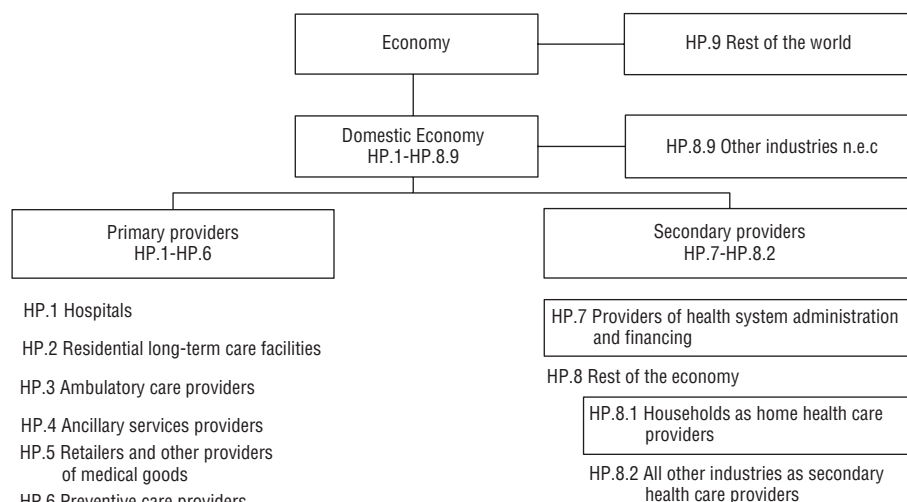 Economy
HP.9 Rest of the world
Domestic Economy
HP.1-HP.8.9
HP.8.9 Other industries n.e.c
Primary providers
HP.1-HP.6
Secondary providers
HP.7-HP.8.2
HP.1 Hospitals
HP.2 Residential long-term care facilities
HP.3 Ambulatory care providers
HP.4 Ancillary services providers
HP.5 Retailers and other providers
of medical goods
HP.6 Preventive care providers
HP.7 Providers of health system administration
and financing
HP.8 Rest of the economy
HP.8.1 Households as home health care
providers
HP.8.2 All other industries as secondary
health care providers